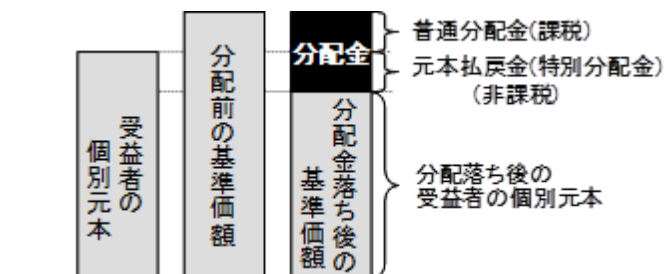 受益者の
個別元本
分配前の基準価額
分配金
分配金落ち後の
基準価額
普通分配金(課税)
元本払戻金(特別分配金)
(非課税)
分配落ち後の
受益者の個別元本